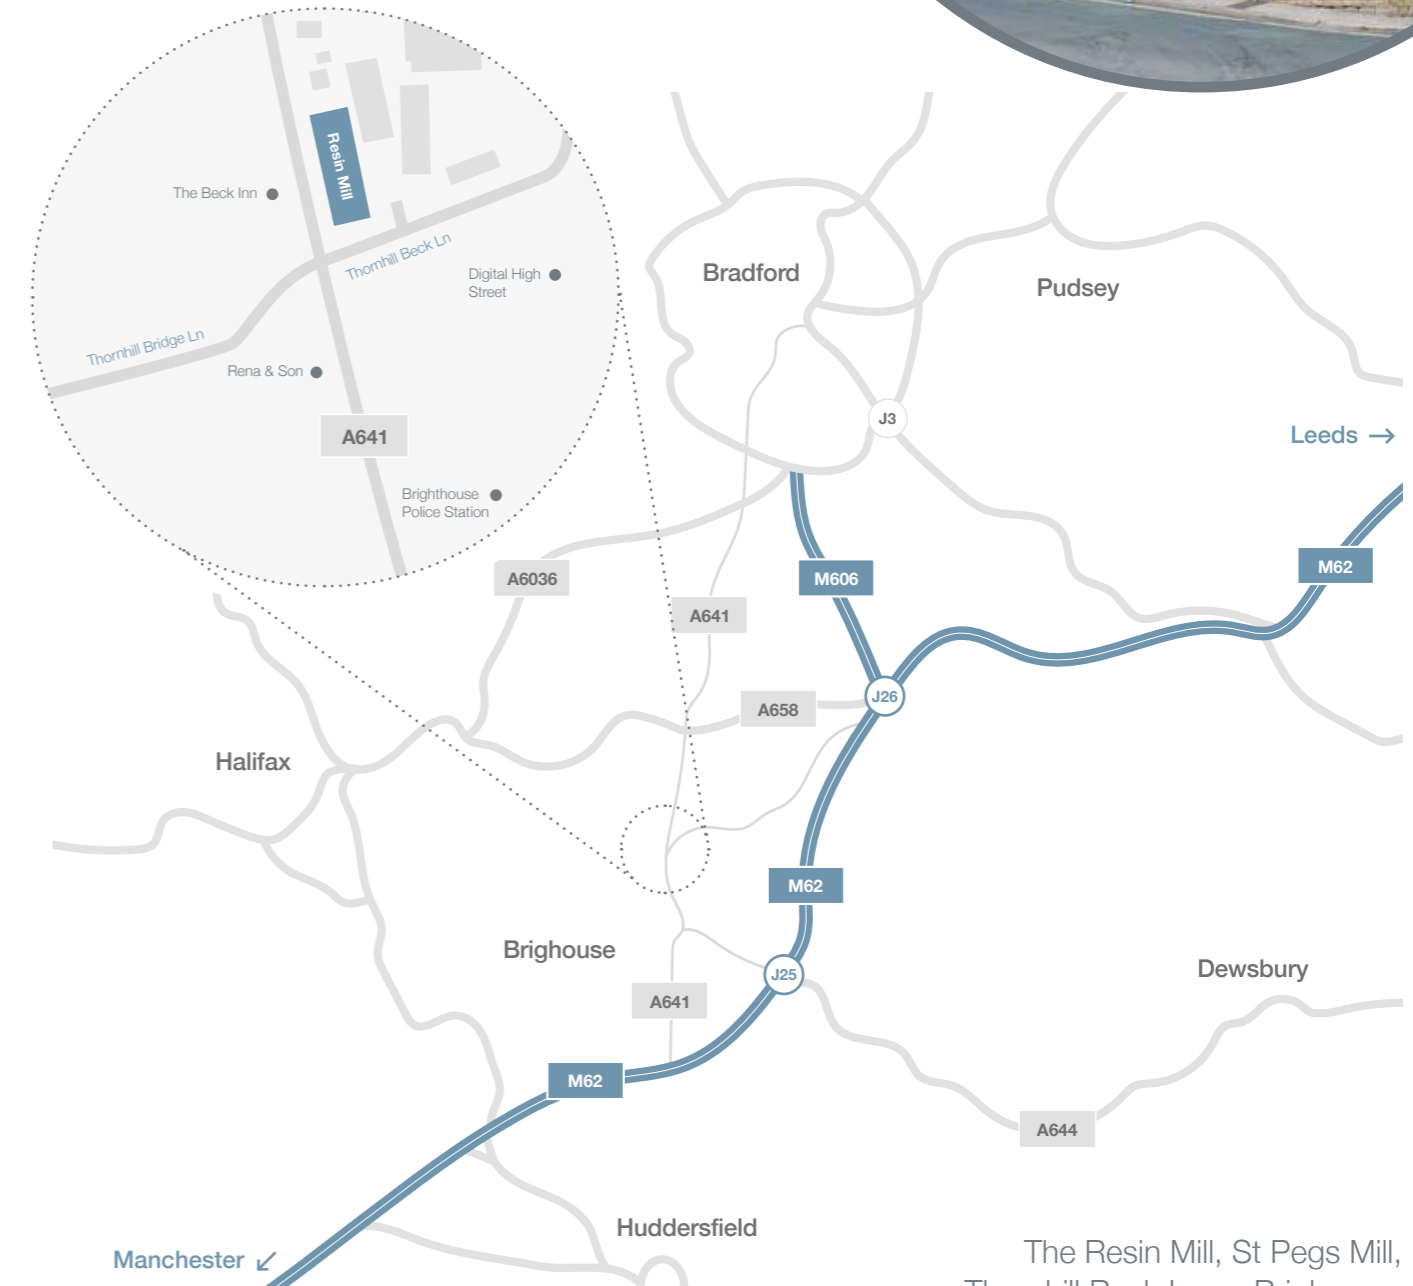 Resin Mill
The Beck Inn
Thornhill Beck Ln
Digital High
Street
Thornhill Bridge Ln
Rena & Son
A641
Brighthouse
Police Station
Bradford
Pudsey
J3
Leeds →
M62
A6036
M606
A641
J26
A658
Halifax
M62
Brighouse
Dewsbury
J25
A641
M62
A644
Huddersfield
Manchester ↙
The Resin Mill, St Pegs Mill,